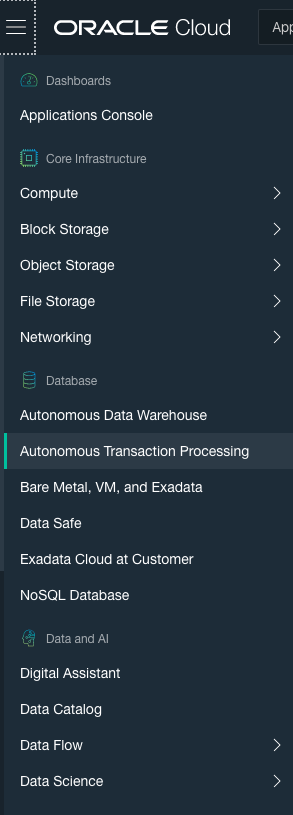 ORACLE Cloud
App
Dashboards
Applications Console
Core Infrastructure
Compute
Block Storage
Object Storage
File Storage
Networking
Database
Autonomous Data Warehouse
Autonomous Transaction Processing
Bare Metal, VM, and Exadata
Data Safe
Exadata Cloud at Customer
NoSQL Database
Data and AI
Digital Assistant
Data Catalog
Data Flow
Data Science